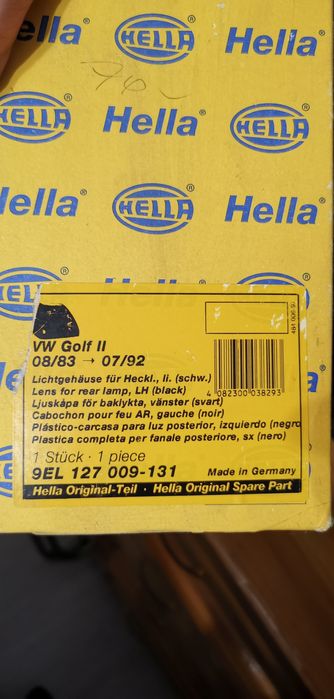 ella HELLA Hella
74-
HELLA Hella HELLA
Hella HELLA Hella
VW Golf II
08/83 → 07/92
4 082300 038293
Lichtgehäuse für Heckl., li. (schw.)
Lens for rear lamp, LH (black)
Ljuskåpa för baklykta, vänster (svart)
Cabochon pour feu AR, gauche (noir)
Plástico-carcasa para luz posterior, izquierdo (negro
Plastica completa per fanale posteriore, sx (nero)
1 Stück · 1 piece
9EL 127 009-131 Made in Germany
Hella Original-Teil · Hella Original Spare Part